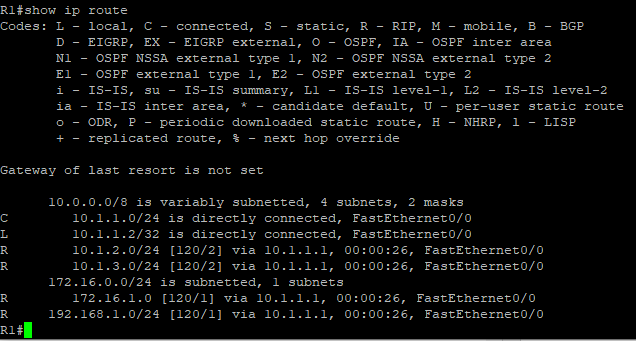 R1#show ip route
Codes: L - local, C - connected, S - static, R - RIP, M - mobile, B - BGP
D - EIGRP, EX - EIGRP external, O - OSPF, IA - OSPF inter area
N1 - OSPF NSSA external type 1, N2 - OSPF NSSA external type 2
E1 - OSPF external type 1, E2 - OSPF external type 2
i - IS-IS, su - IS-IS summary, L1 - IS-IS level-1, L2 - IS-IS level-2
ia - IS-IS inter area, * - candidate default, U - per-user static route
o - ODR, P - periodic downloaded static route, H - NHRP, l - LISP
+ - replicated route, % - next hop override
Gateway of last resort is not set
10.0.0.0/8 is variably subnetted, 4 subnets, 2 masks
C 10.1.1.0/24 is directly connected, FastEthernet0/0
L 10.1.1.2/32 is directly connected, FastEthernet0/0
R 10.1.2.0/24 [120/2] via 10.1.1.1, 00:00:26, FastEthernet0/0
R 10.1.3.0/24 [120/2] via 10.1.1.1, 00:00:26, FastEthernet0/0
172.16.0.0/24 is subnetted, 1 subnets
R 172.16.1.0 [120/1] via 10.1.1.1, 00:00:26, FastEthernet0/0
R 192.168.1.0/24 [120/1] via 10.1.1.1, 00:00:26, FastEthernet0/0
R1#